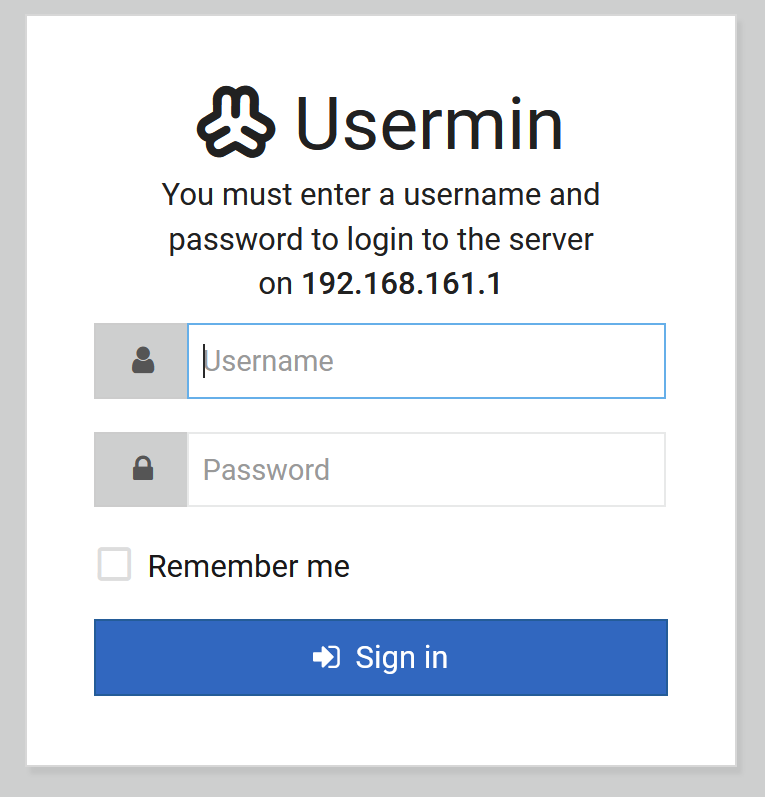 Usermin
You must enter a username and
password to login to the server
on 192.168.161.1
Username
Password
Remember me
Sign in